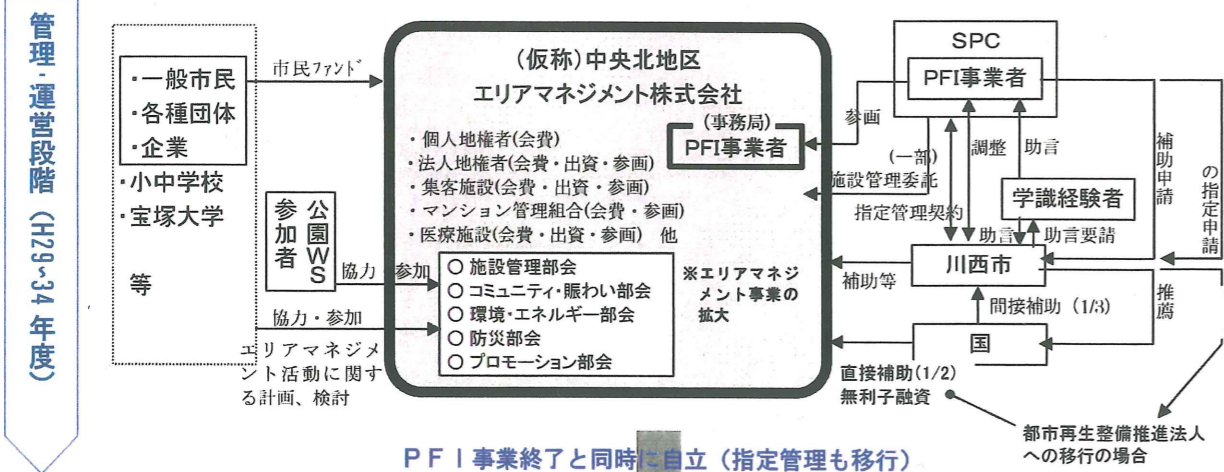 管理・運営段階（H29~34年度）
・一般市民
・各種団体
・企業
・小中学校
・宝塚大学
等
市民ファンド
公園WS
参加者
協力・参加
協力・参加
エリアマネジメ
ント活動に関す
る計画、検討
(仮称)中央北地区
エリアマネジメント株式会社
・個人地権者(会費)
・法人地権者(会費・出資・参画)
・集客施設(会費・出資・参画)
・マンション管理組合(会費・参画)
・医療施設(会費・出資・参画) 他
(事務局)
PFI事業者
○ 施設管理部会
○ コミュニティ・賑わい部会
○ 環境・エネルギー部会
○ 防災部会
○ プロモーション部会
※エリアマネジ
メント事業の
拡大
SPC
PFI事業者
参画
(一部)
施設管理委託
指定管理契約
調整
助言
学識経験者
助言
助言要請
川西市
補助等
間接補助 (1/3)
国
直接補助(1/2)
無利子融資
補助申請
の指定申請
推薦
都市再生整備推進法人
への移行の場合
PFI事業終了と同時に自立（指定管理も移行）